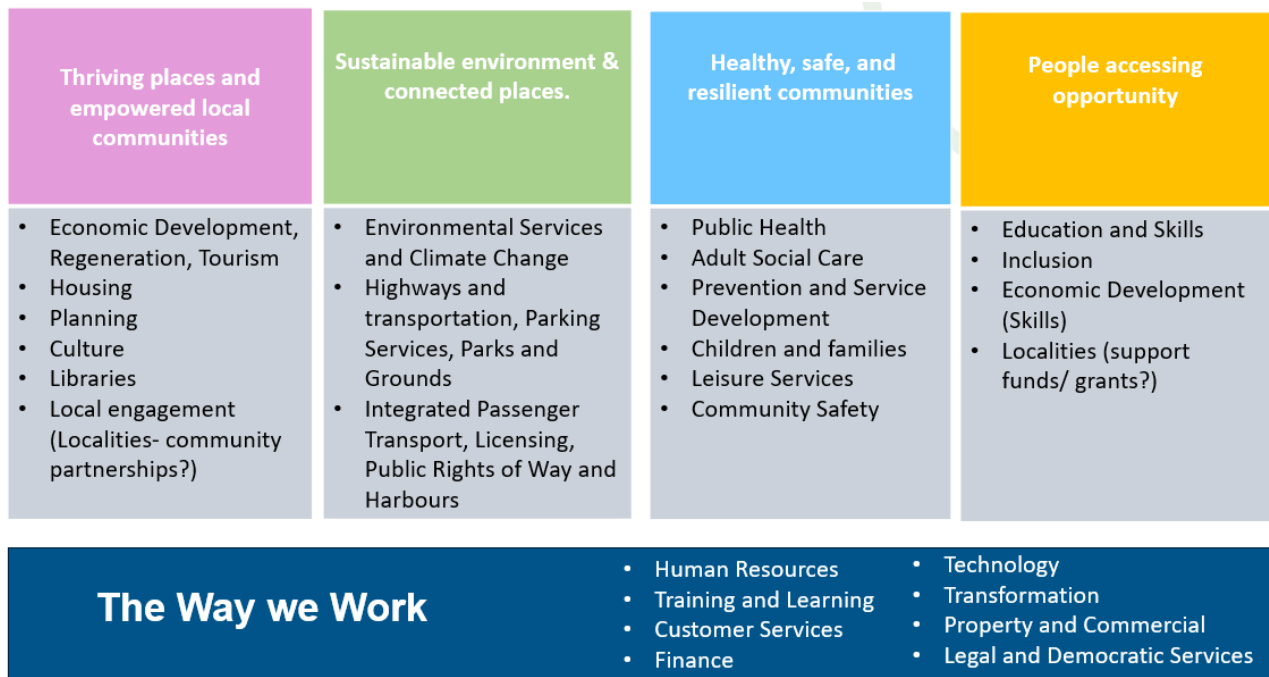 Thriving places and
empowered local
communities
• Economic Development,
Regeneration, Tourism
• Housing
• Planning
• Culture
• Libraries
• Local engagement
(Localities- community
partnerships?)
Sustainable environment &
connected places.
• Environmental Services
and Climate Change
• Highways and
transportation, Parking
Services, Parks and
Grounds
• Integrated Passenger
Transport, Licensing,
Public Rights of Way and
Harbours
Healthy, safe, and
resilient communities
• Public Health
• Adult Social Care
• Prevention and Service
Development
• Children and families
• Leisure Services
• Community Safety
People accessing
opportunity
• Education and Skills
• Inclusion
• Economic Development
(Skills)
• Localities (support
funds/ grants?)
The Way we Work
• Human Resources
• Training and Learning
• Customer Services
• Finance
• Technology
• Transformation
• Property and Commercial
• Legal and Democratic Services